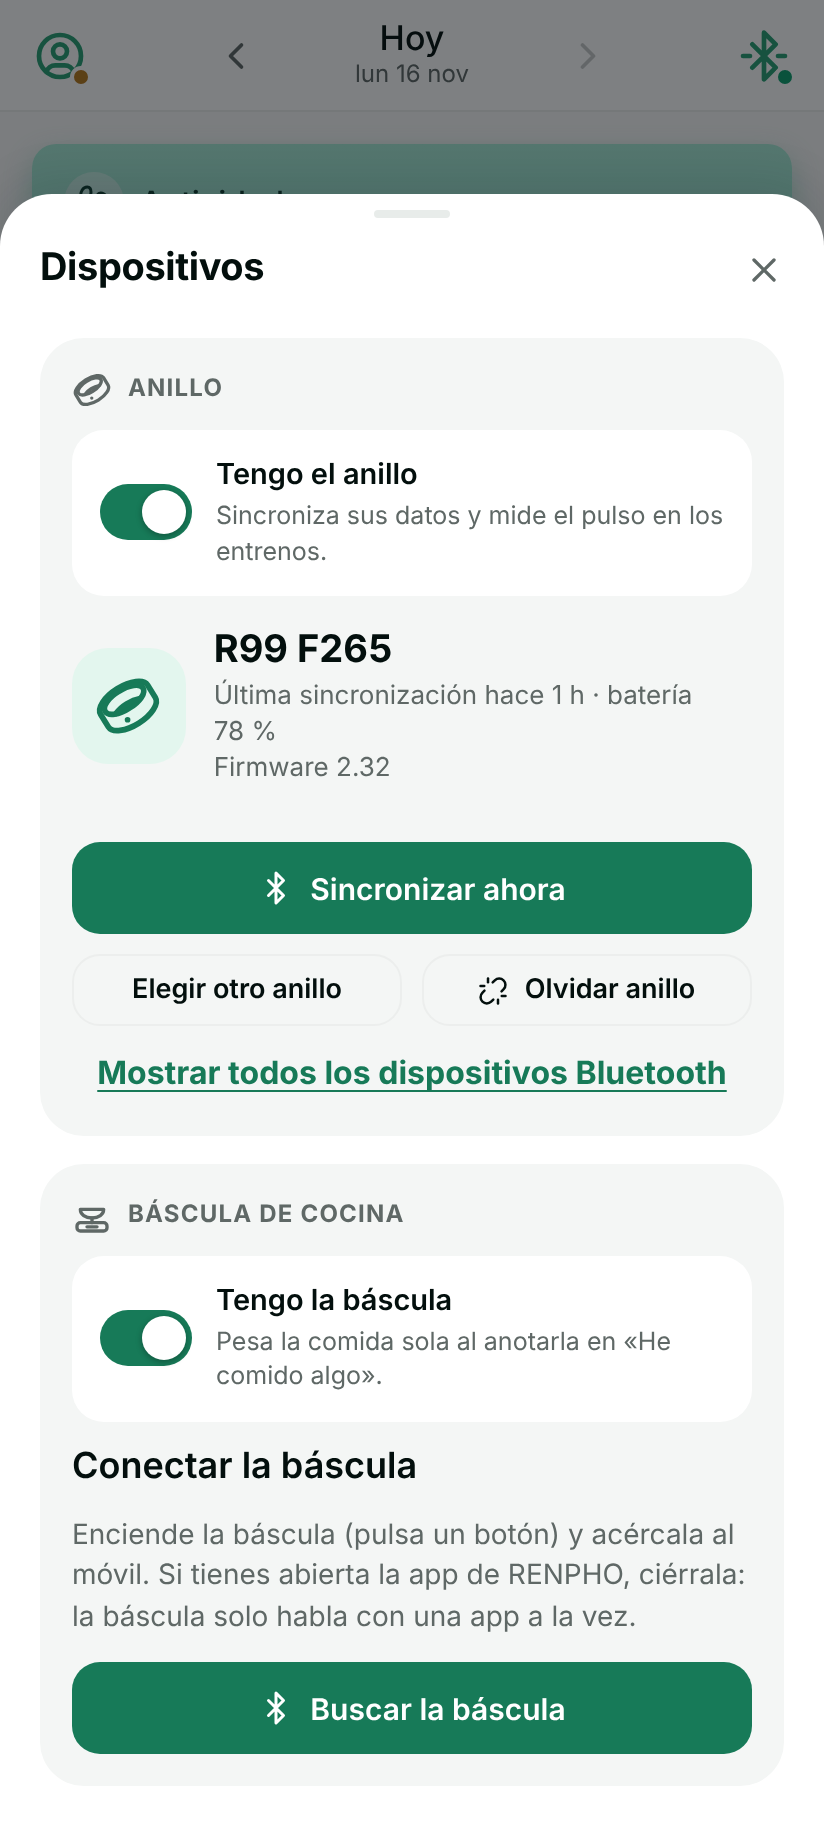 Hoy
lun 16 nov
Dispositivos
ANILLO
Tengo el anillo
Sincroniza sus datos y mide el pulso en los
entrenos.
R99 F265
Última sincronización hace 1 h · batería
78 %
Firmware 2.32
Sincronizar ahora
Elegir otro anillo
Olvidar anillo
Mostrar todos los dispositivos Bluetooth
BÁSCULA DE COCINA
Tengo la báscula
Pesa la comida sola al anotarla en «He
comido algo».
Conectar la báscula
Enciende la báscula (pulsa un botón) y acércala al
móvil. Si tienes abierta la app de RENPHO, ciérrala:
la báscula solo habla con una app a la vez.
Buscar la báscula